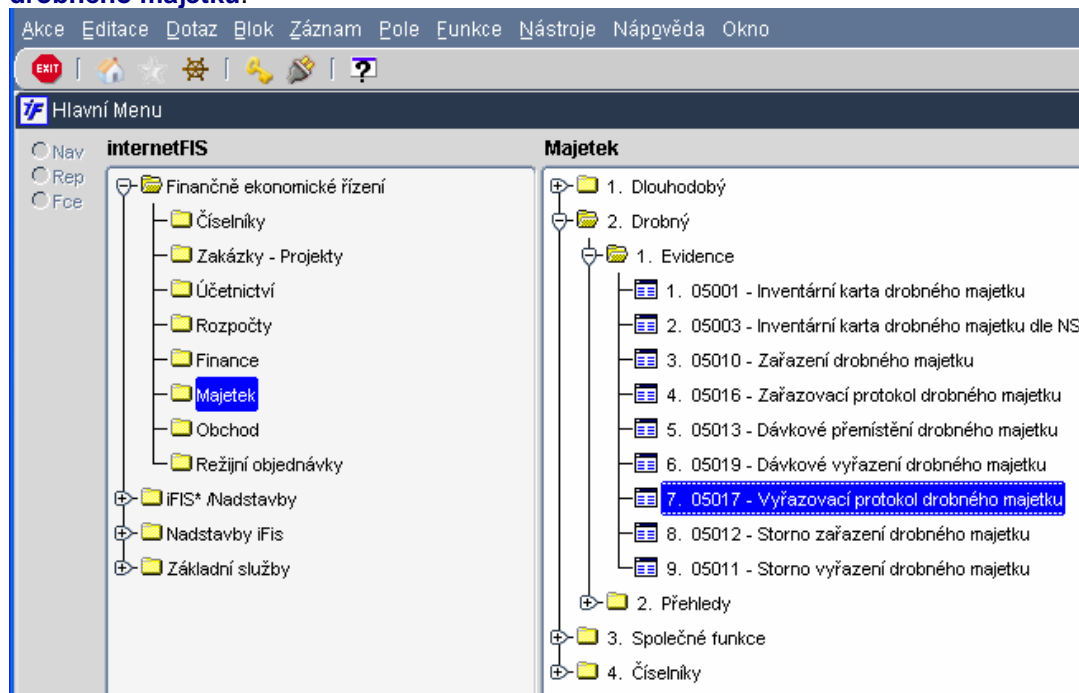 drobného majetku.
Akce Editace Dotaz Blok Záznam Pole Funkce Nástroje Nápověda Okno
EXIT
?
iF Hlavní Menu
Nav
Rep
Fce
internetFIS
Finančně ekonomické řízení
Číselníky
Zakázky - Projekty
Účetnictví
Rozpočty
Finance
Majetek
Obchod
Režijní objednávky
iFIS* /Nadstavby
Nadstavby iFis
Základní služby
Majetek
1. Dlouhodobý
2. Drobný
1. Evidence
1. 05001 - Inventární karta drobného majetku
2. 05003 - Inventární karta drobného majetku dle NS
3. 05010 - Zařazení drobného majetku
4. 05016 - Zařazovací protokol drobného majetku
5. 05013 - Dávkové přemístění drobného majetku
6. 05019 - Dávkové vyřazení drobného majetku
7. 05017 - Vyřazovací protokol drobného majetku
8. 05012 - Storno zařazení drobného majetku
9. 05011 - Storno vyřazení drobného majetku
2. Přehledy
3. Společné funkce
4. Číselníky